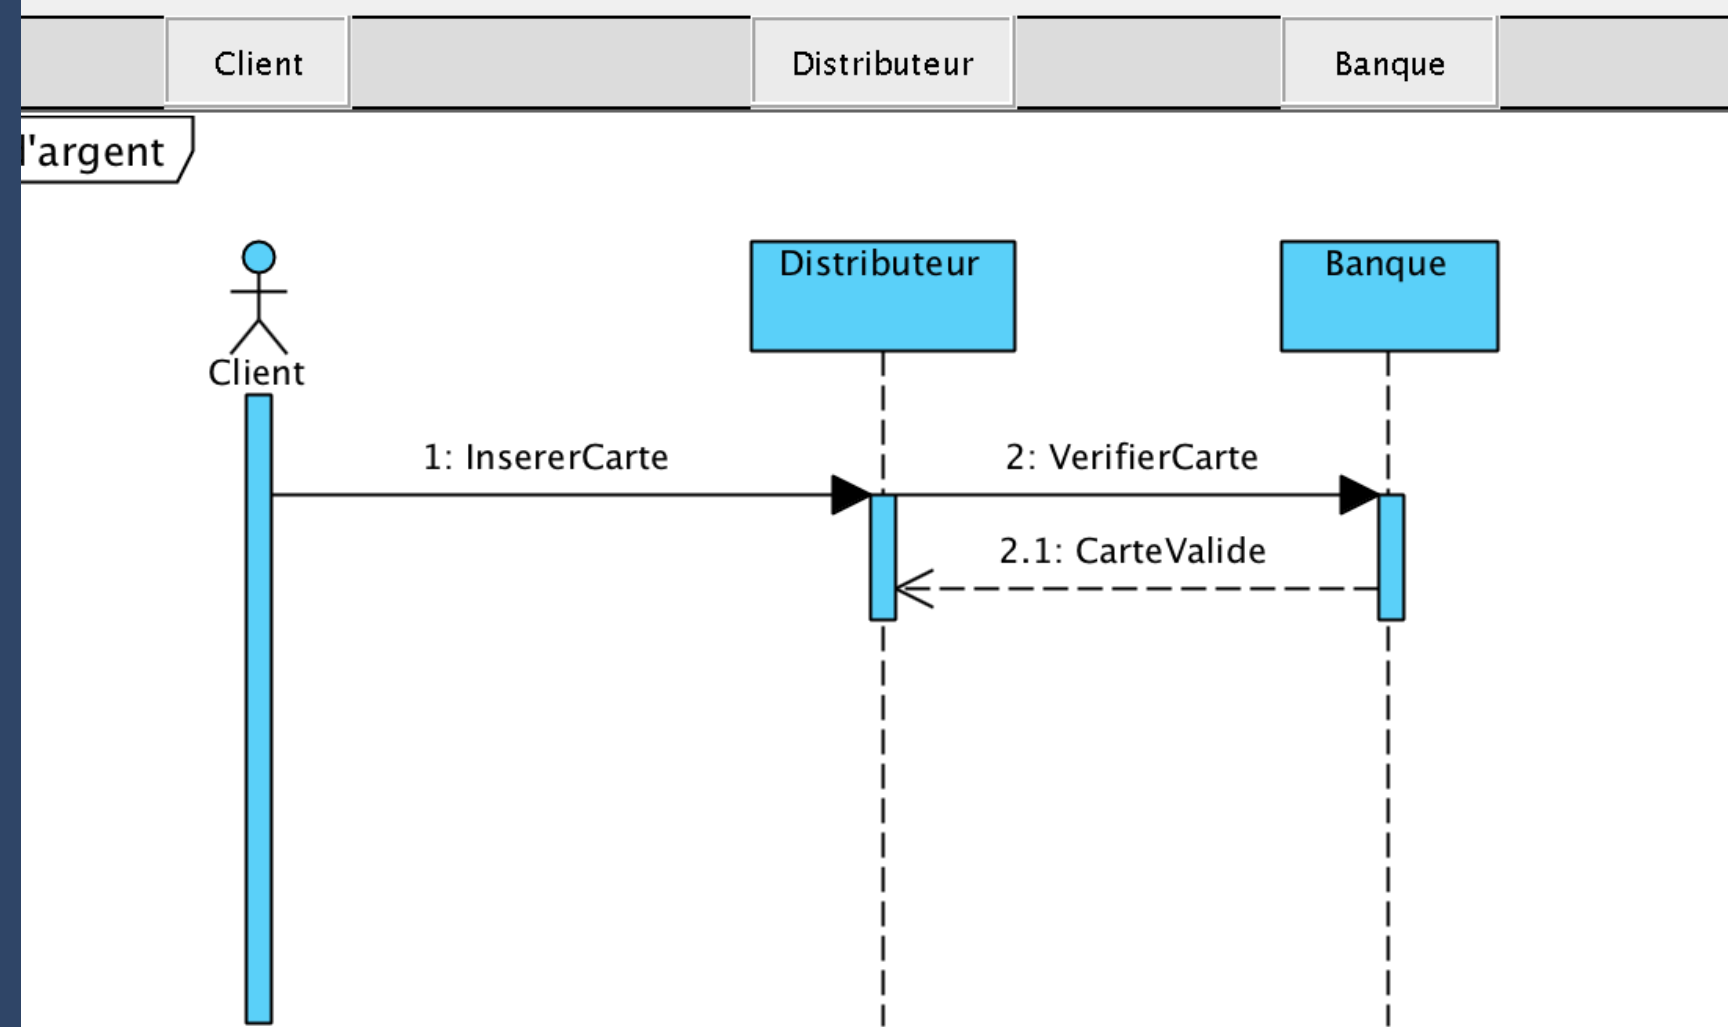 Client
Distributeur
Banque
l'argent
Distributeur
Banque
Client
1: InsererCarte
2: VerifierCarte
2.1: CarteValide